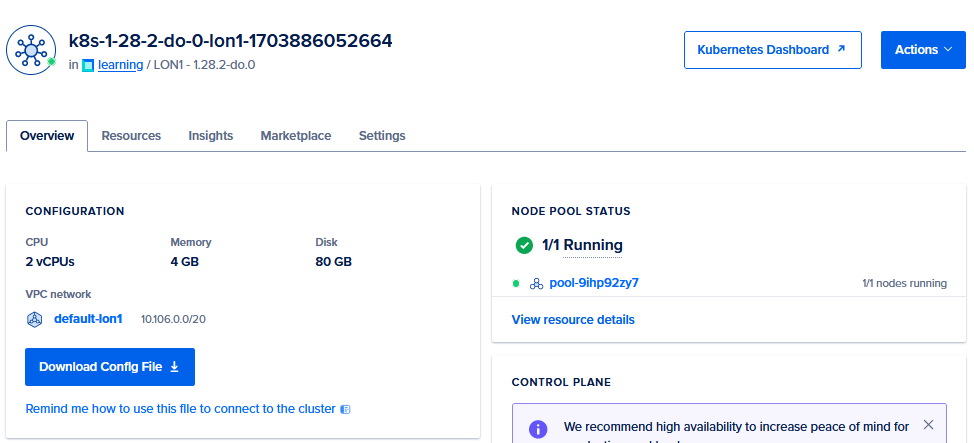 k8s-1-28-2-do-0-lon1-1703886052664
in learning / LON1 - 1.28.2-do.0
Kubernetes Dashboard
Actions
Overview
Resources
Insights
Marketplace
Settings
CONFIGURATION
CPU
Memory
Disk
2 vCPUs
4 GB
80 GB
VPC network
default-lon1
10.106.0.0/20
Download Config File
Remind me how to use this file to connect to the cluster
NODE POOL STATUS
1/1 Running
pool-9ihp92zy7
1/1 nodes running
View resource details
CONTROL PLANE
We recommend high availability to increase peace of mind for